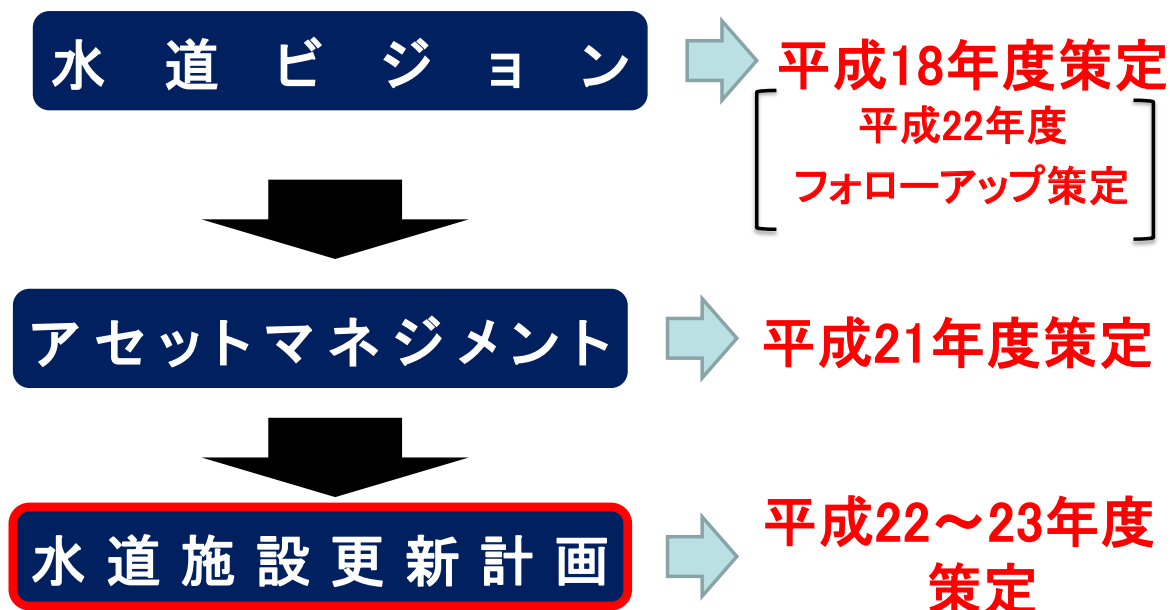 水道ビジョン
平成18年度策定
平成22年度
フォローアップ策定
アセットマネジメント
平成21年度策定
水道施設更新計画
平成22～23年度
策定